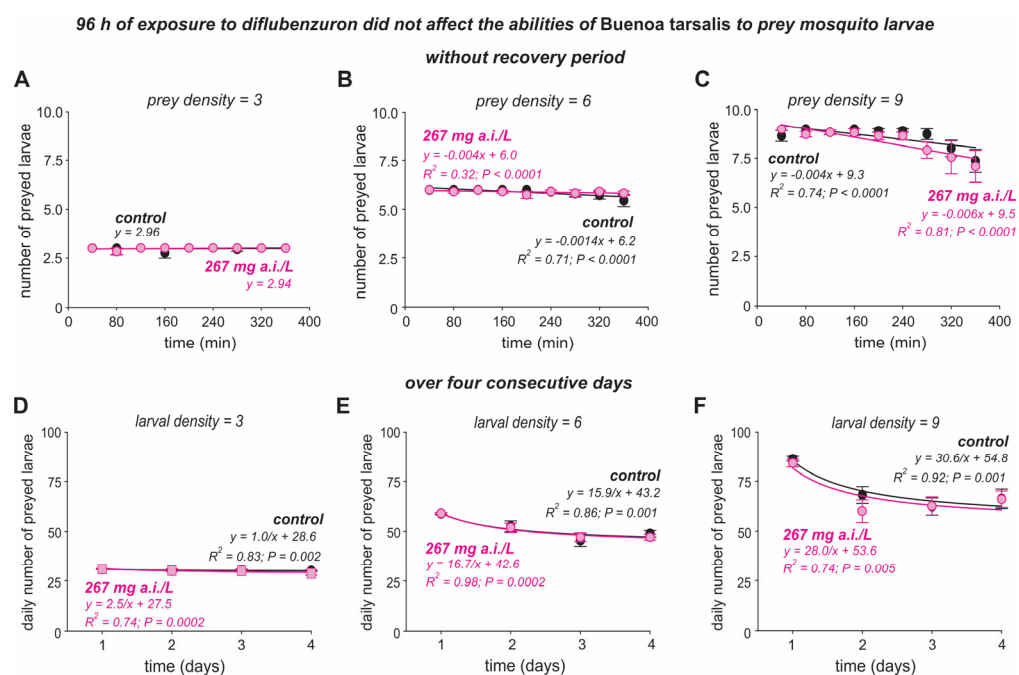 96 h of exposure to diflubenzuron did not affect the abilities of Buenoa tarsalis to prey mosquito larvae
without recovery period
A
prey density = 3
number of preyed larvae
10.0
7.5
5.0
2.5
0
control
y = 2.96
267 mg a.i./L
y = 2.94
0 80 160 240 320 400
time (min)
B
prey density = 6
number of preyed larvae
10.0
7.5
5.0
2.5
0
267 mg a.i./L
y = -0.004x + 6.0
R² = 0.32; P < 0.0001
control
y = -0.0014x + 6.2
R² = 0.71; P < 0.0001
0 80 160 240 320 400
time (min)
C
prey density = 9
number of preyed larvae
10.0
7.5
5.0
2.5
0
control
y = -0.004x + 9.3
R² = 0.74; P < 0.0001
267 mg a.i./L
y = -0.006x + 9.5
R² = 0.81; P < 0.0001
0 80 160 240 320 400
time (min)
over four consecutive days
D
larval density = 3
daily number of preyed larvae
100
75
50
25
0
control
y = 1.0/x + 28.6
R² = 0.83; P = 0.002
267 mg a.i./L
y = 2.5/x + 27.5
R² = 0.74; P = 0.0002
1 2 3 4
time (days)
E
larval density = 6
daily number of preyed larvae
100
75
50
25
0
control
y = 15.9/x + 43.2
R² = 0.86; P = 0.001
267 mg a.i./L
y = 16.7/x + 42.6
R² = 0.98; P = 0.0002
1 2 3 4
time (days)
F
larval density = 9
daily number of preyed larvae
100
75
50
25
0
control
y = 30.6/x + 54.8
R² = 0.92; P = 0.001
267 mg a.i./L
y = 28.0/x + 53.6
R² = 0.74; P = 0.005
1 2 3 4
time (days)